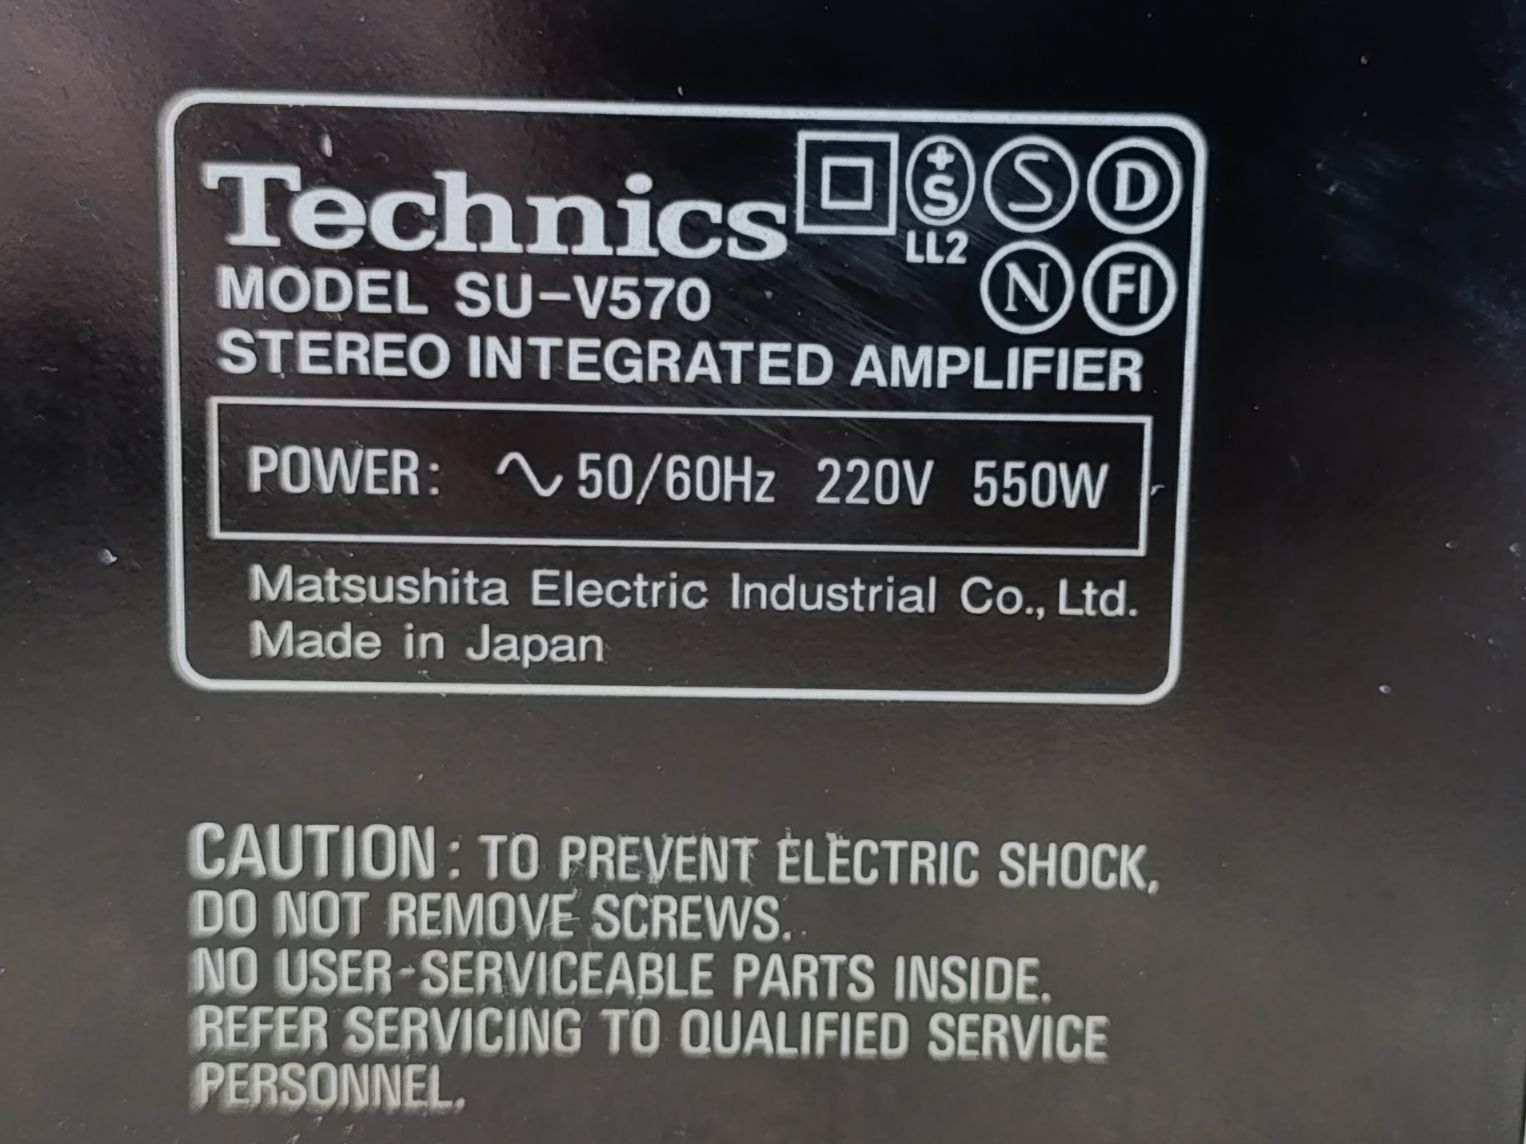 Technics
+S
LL2
S
D
N
FI
MODEL SU-V570
STEREO INTEGRATED AMPLIFIER
POWER: ∿50/60Hz 220V 550W
Matsushita Electric Industrial Co., Ltd.
Made in Japan
CAUTION: TO PREVENT ELECTRIC SHOCK,
DO NOT REMOVE SCREWS.
NO USER-SERVICEABLE PARTS INSIDE.
REFER SERVICING TO QUALIFIED SERVICE
PERSONNEL.